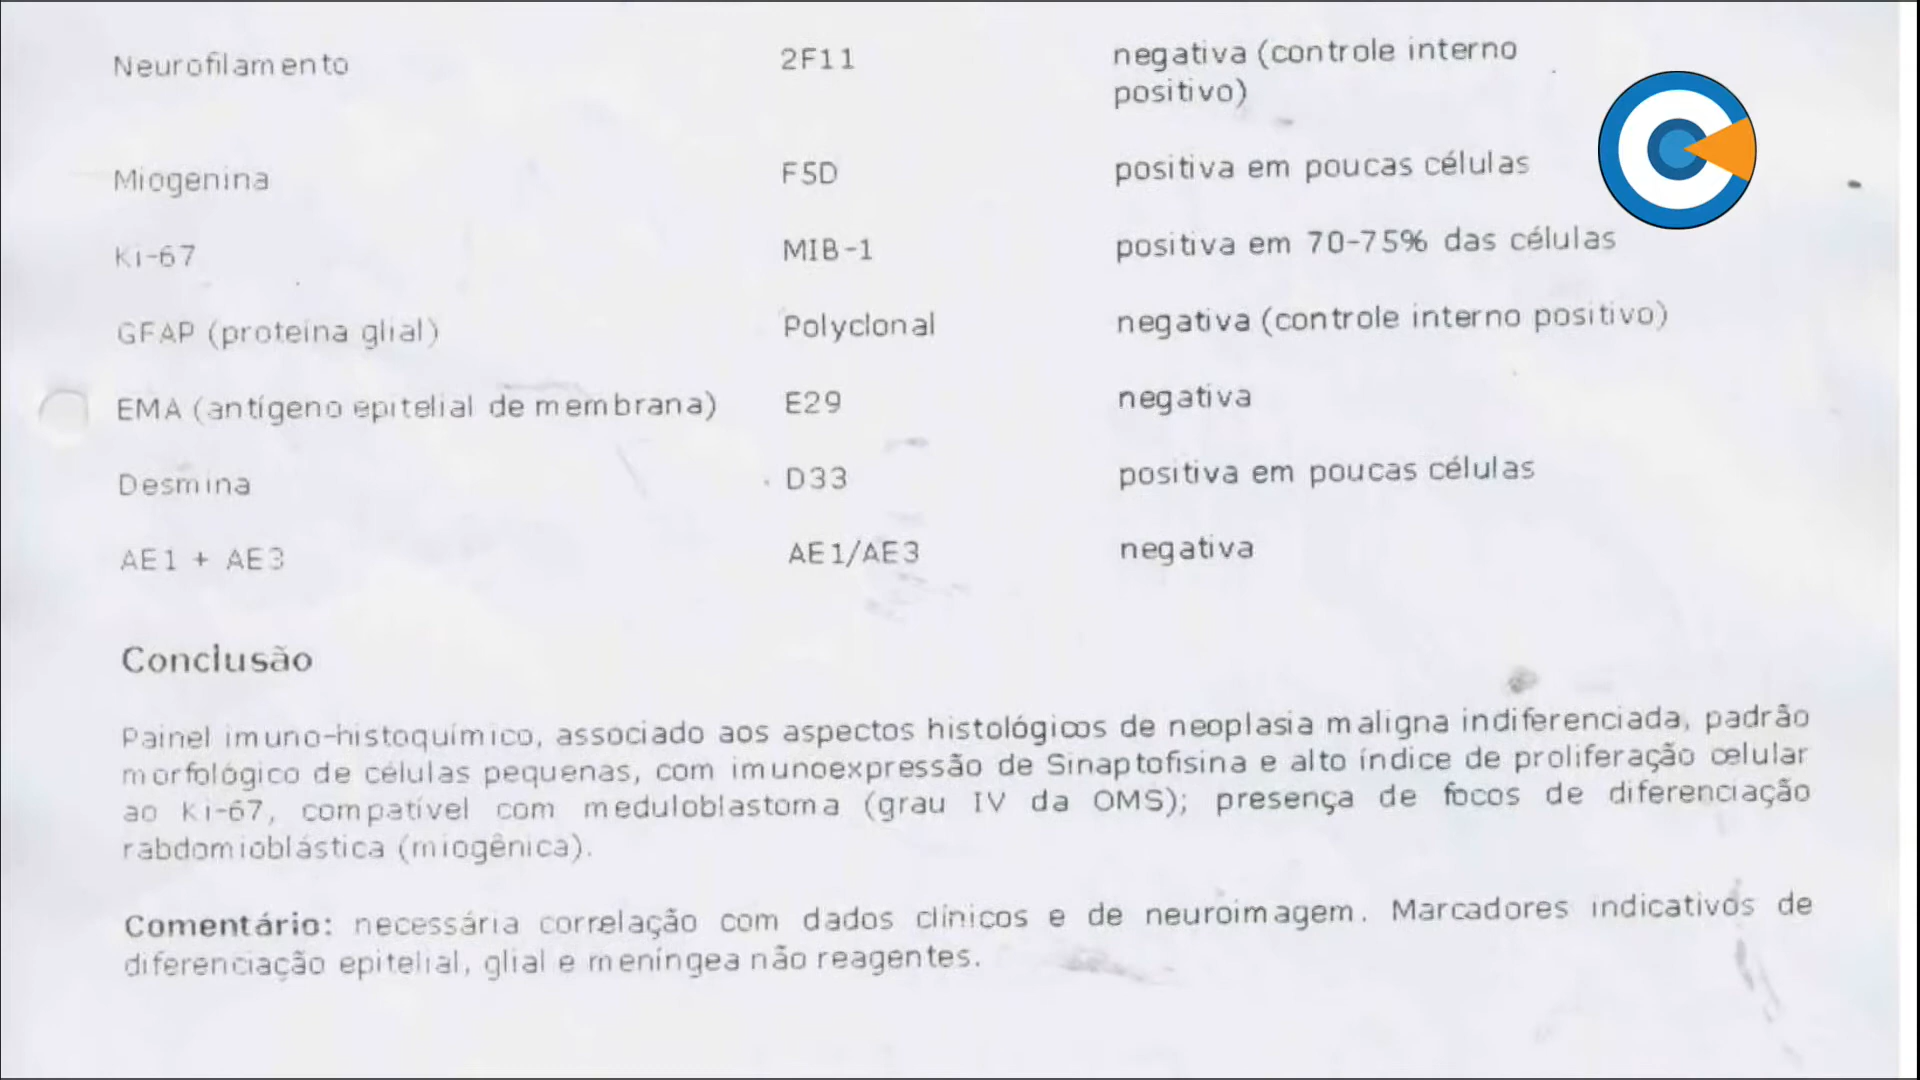 Neurofilamento 2F11 negativa (controle interno
positivo)
Miogenina F5D positiva em poucas células
Ki-67 MIB-1 positiva em 70-75% das células
GFAP (proteína glial) Polyclonal negativa (controle interno positivo)
EMA (antígeno epitelial de membrana) E29 negativa
Desmina D33 positiva em poucas células
AE1 + AE3 AE1/AE3 negativa
Conclusão
Painel imuno-histoquímico, associado aos aspectos histológicos de neoplasia maligna indiferenciada, padrão
morfológico de células pequenas, com imunoexpressão de Sinaptofisina e alto índice de proliferação celular
ao Ki-67, compatível com meduloblastoma (grau IV da OMS); presença de focos de diferenciação
rabdomioblástica (miogênica).
Comentário: necessária correlação com dados clínicos e de neuroimagem. Marcadores indicativos de
diferenciação epitelial, glial e meníngea não reagentes.